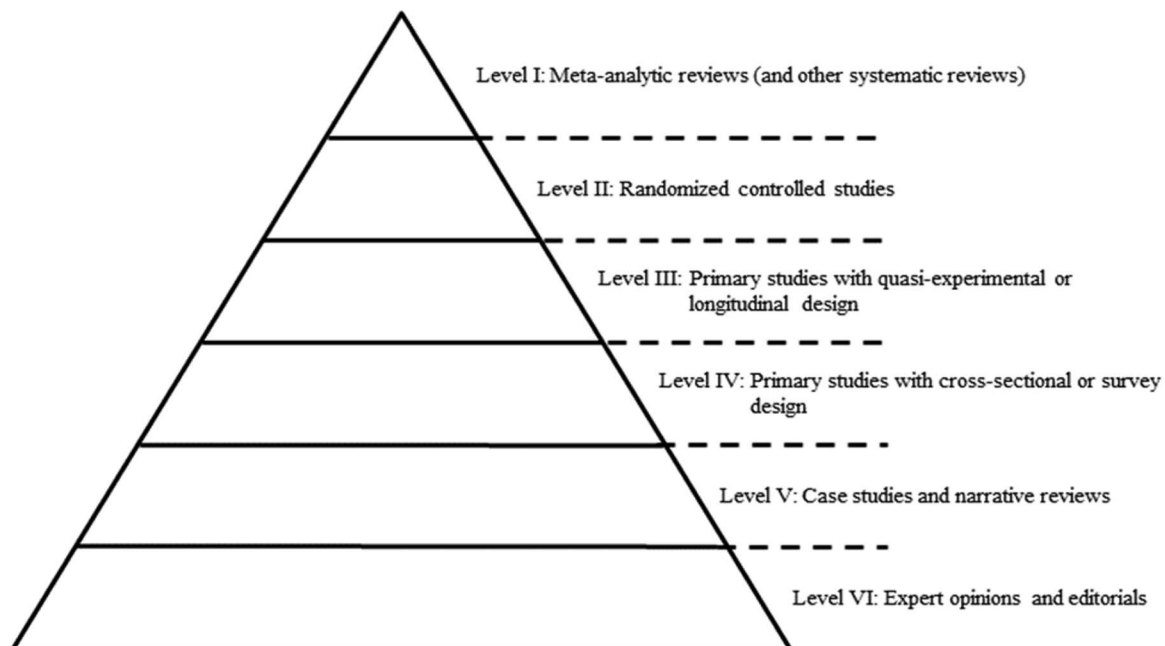 Level I: Meta-analytic reviews (and other systematic reviews)
Level II: Randomized controlled studies
Level III: Primary studies with quasi-experimental or
longitudinal design
Level IV: Primary studies with cross-sectional or survey
design
Level V: Case studies and narrative reviews
Level VI: Expert opinions and editorials